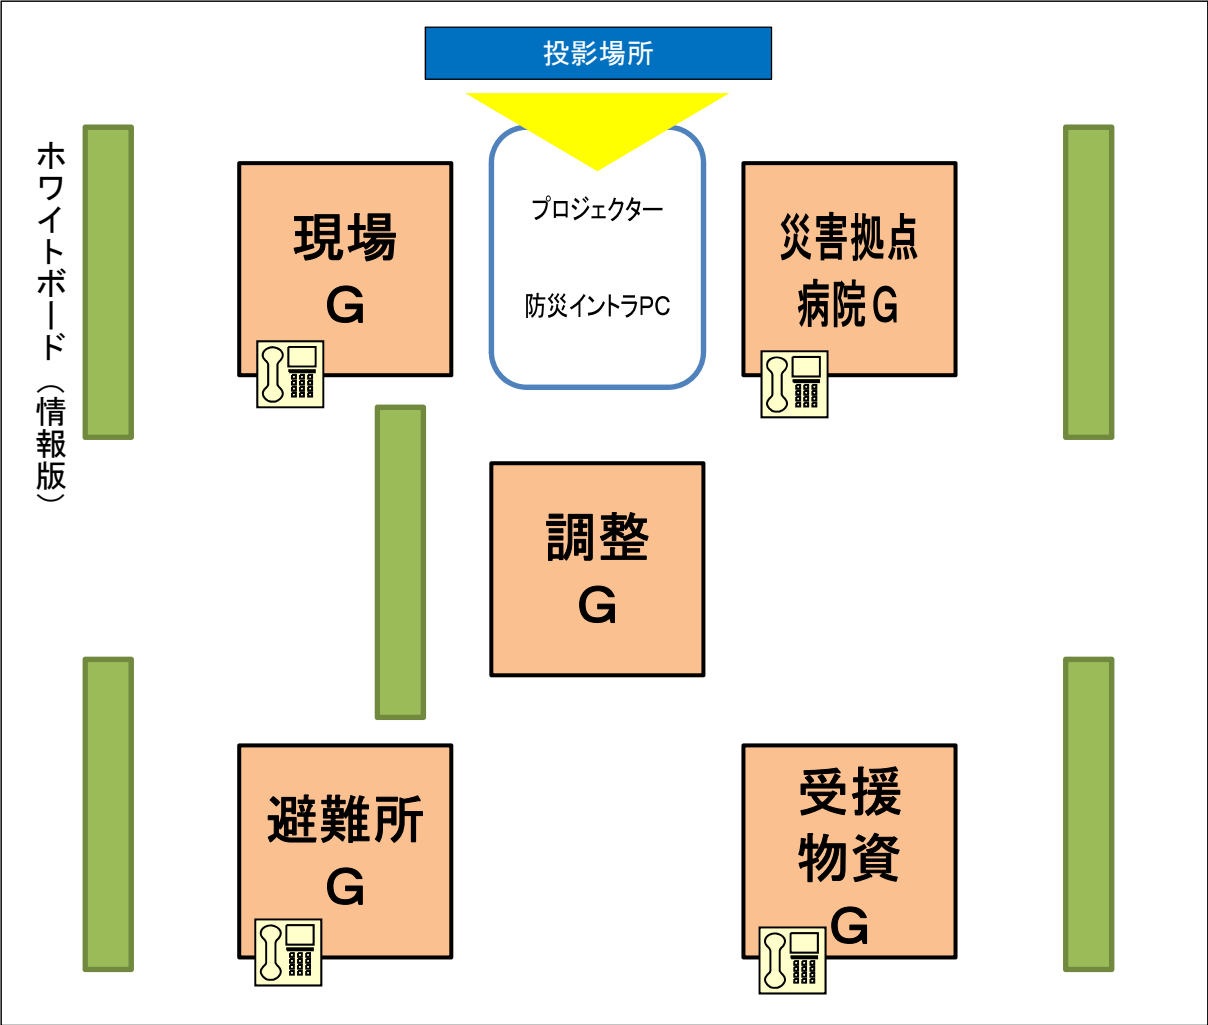 投影場所
ホワイトボード（情報版）
現場
Ｇ
プロジェクター
防災イントラPC
災害拠点
病院Ｇ
調整
Ｇ
避難所
Ｇ
受援
物資
Ｇ